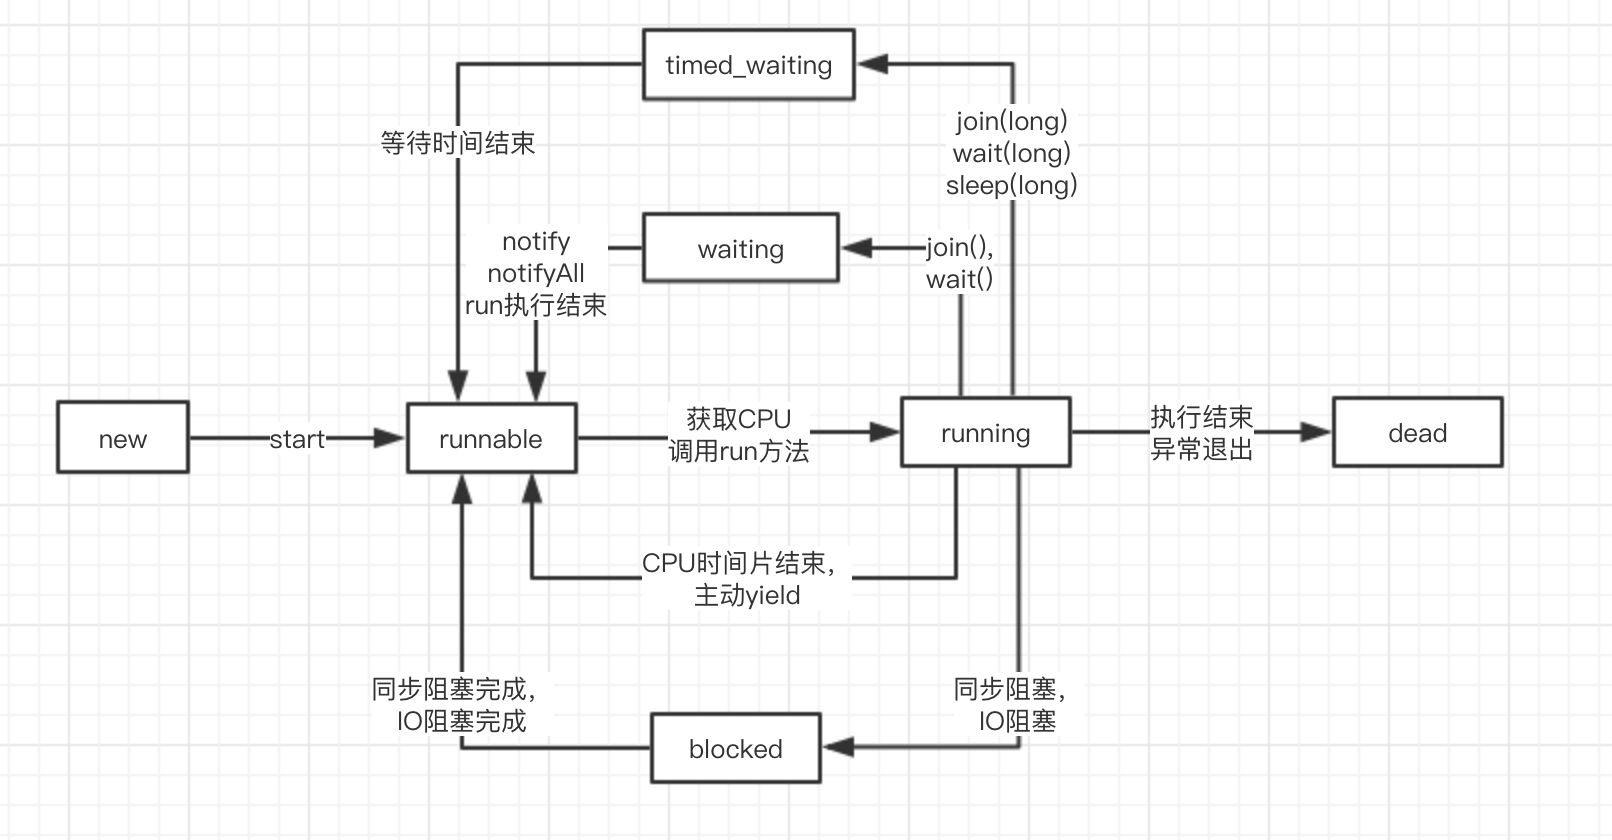 timed_waiting
join(long)
wait(long)
sleep(long)
等待时间结束
notify
notifyAll
run执行结束
waiting
join(),
wait()
new
start
runnable
获取CPU
调用run方法
running
执行结束
异常退出
dead
CPU时间片结束，
主动yield
同步阻塞完成，
IO阻塞完成
同步阻塞，
IO阻塞
blocked